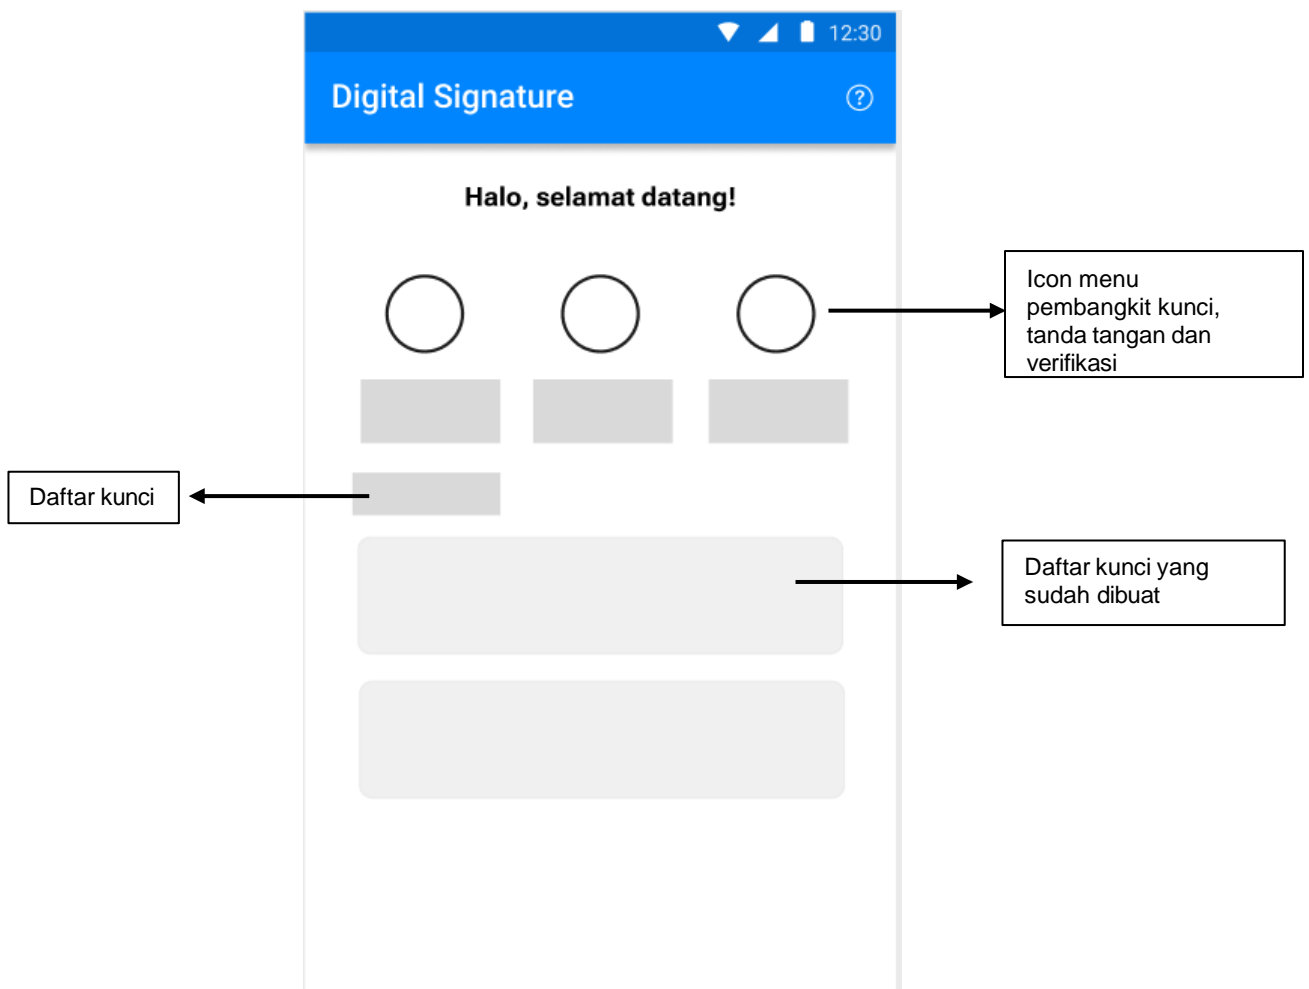 12:30
Digital Signature
?
Halo, selamat datang!
Icon menu
pembangkit kunci,
tanda tangan dan
verifikasi
Daftar kunci
Daftar kunci yang
sudah dibuat